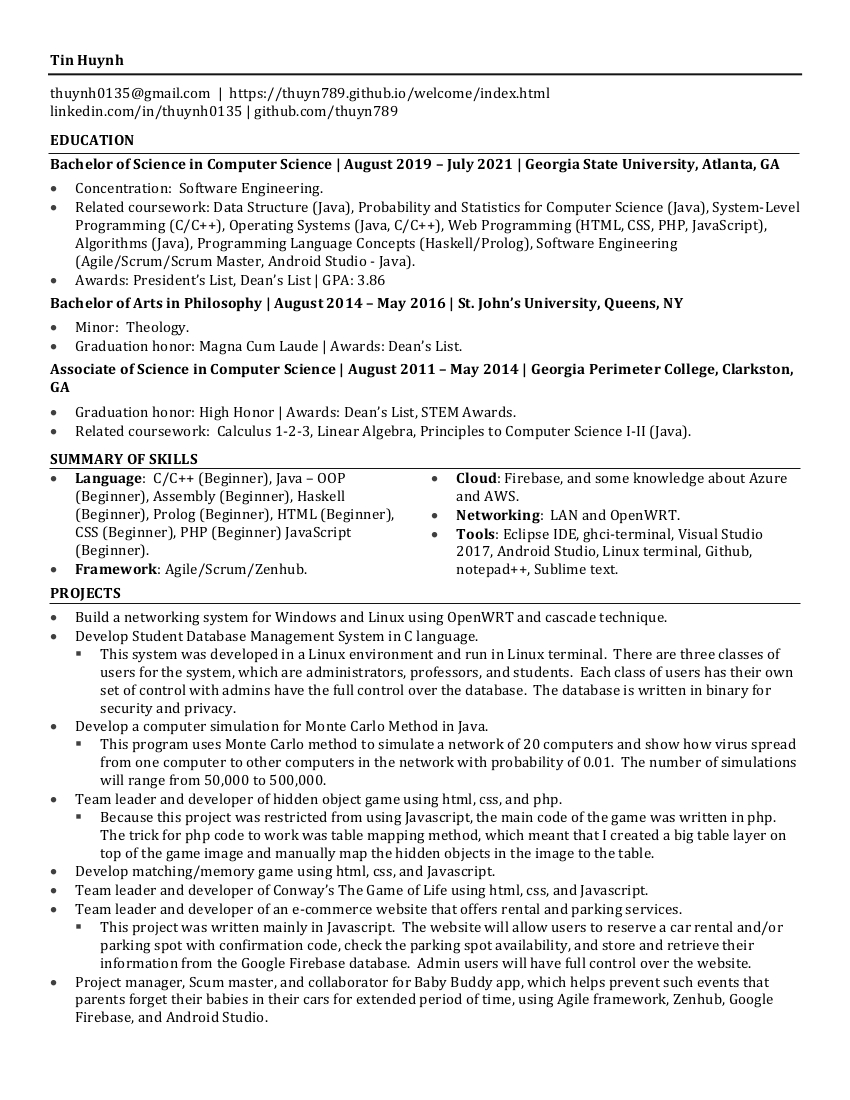 Tin Huynh
thuynh0135@gmail.com | https://thuyn789.github.io/welcome/index.html
linkedin.com/in/thuynh0135 | github.com/thuyn789
EDUCATION
Bachelor of Science in Computer Science | August 2019 – July 2021 | Georgia State University, Atlanta, GA
• Concentration: Software Engineering.
• Related coursework: Data Structure (Java), Probability and Statistics for Computer Science (Java), System-Level
Programming (C/C++), Operating Systems (Java, C/C++), Web Programming (HTML, CSS, PHP, JavaScript),
Algorithms (Java), Programming Language Concepts (Haskell/Prolog), Software Engineering
(Agile/Scrum/Scrum Master, Android Studio - Java).
• Awards: President’s List, Dean’s List | GPA: 3.86
Bachelor of Arts in Philosophy | August 2014 – May 2016 | St. John’s University, Queens, NY
• Minor: Theology.
• Graduation honor: Magna Cum Laude | Awards: Dean’s List.
Associate of Science in Computer Science | August 2011 – May 2014 | Georgia Perimeter College, Clarkston,
GA
• Graduation honor: High Honor | Awards: Dean’s List, STEM Awards.
• Related coursework: Calculus 1-2-3, Linear Algebra, Principles to Computer Science I-II (Java).
SUMMARY OF SKILLS
• Language: C/C++ (Beginner), Java – OOP
(Beginner), Assembly (Beginner), Haskell
(Beginner), Prolog (Beginner), HTML (Beginner),
CSS (Beginner), PHP (Beginner) JavaScript
(Beginner).
• Framework: Agile/Scrum/Zenhub.
• Cloud: Firebase, and some knowledge about Azure
and AWS.
• Networking: LAN and OpenWRT.
• Tools: Eclipse IDE, ghci-terminal, Visual Studio
2017, Android Studio, Linux terminal, Github,
notepad++, Sublime text.
PROJECTS
• Build a networking system for Windows and Linux using OpenWRT and cascade technique.
• Develop Student Database Management System in C language.
▪ This system was developed in a Linux environment and run in Linux terminal. There are three classes of
users for the system, which are administrators, professors, and students. Each class of users has their own
set of control with admins have the full control over the database. The database is written in binary for
security and privacy.
• Develop a computer simulation for Monte Carlo Method in Java.
▪ This program uses Monte Carlo method to simulate a network of 20 computers and show how virus spread
from one computer to other computers in the network with probability of 0.01. The number of simulations
will range from 50,000 to 500,000.
• Team leader and developer of hidden object game using html, css, and php.
▪ Because this project was restricted from using Javascript, the main code of the game was written in php.
The trick for php code to work was table mapping method, which meant that I created a big table layer on
top of the game image and manually map the hidden objects in the image to the table.
• Develop matching/memory game using html, css, and Javascript.
• Team leader and developer of Conway’s The Game of Life using html, css, and Javascript.
• Team leader and developer of an e-commerce website that offers rental and parking services.
▪ This project was written mainly in Javascript. The website will allow users to reserve a car rental and/or
parking spot with confirmation code, check the parking spot availability, and store and retrieve their
information from the Google Firebase database. Admin users will have full control over the website.
• Project manager, Scum master, and collaborator for Baby Buddy app, which helps prevent such events that
parents forget their babies in their cars for extended period of time, using Agile framework, Zenhub, Google
Firebase, and Android Studio.